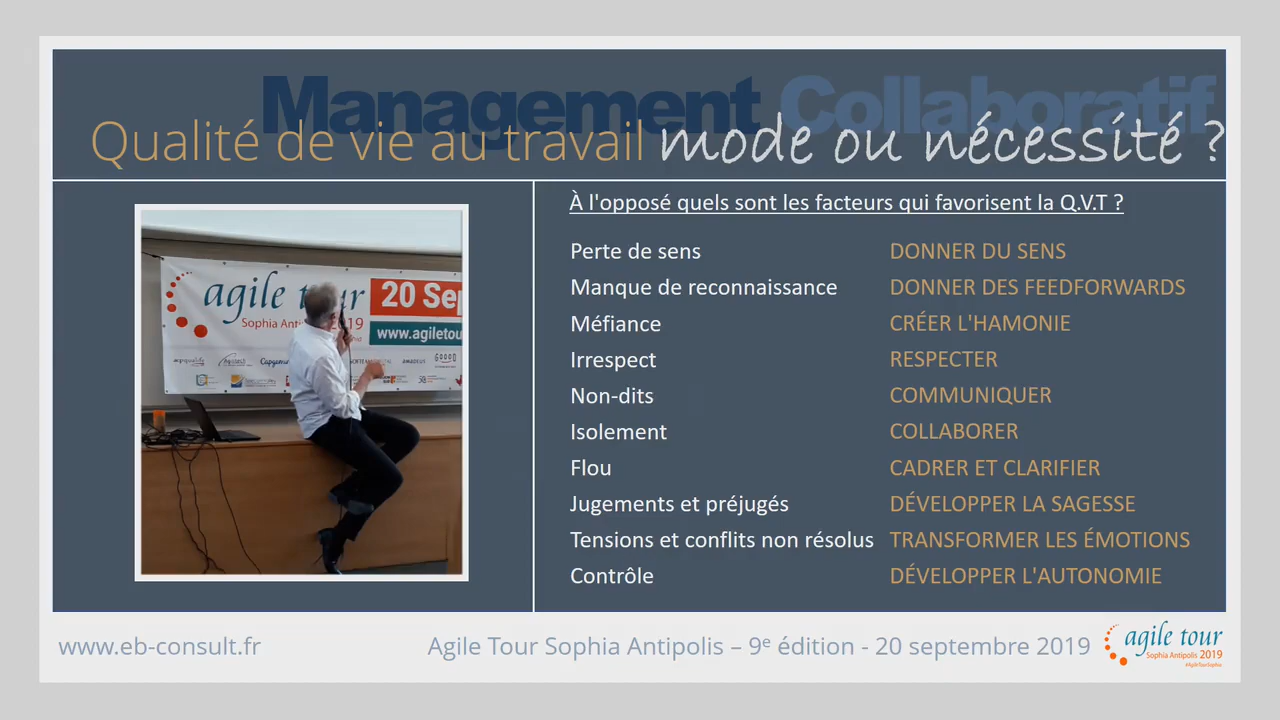 Management Collaboratif
Qualité de vie au travail mode ou nécessité ?
À l'opposé quels sont les facteurs qui favorisent la Q.V.T ?
Perte de sens DONNER DU SENS
Manque de reconnaissance DONNER DES FEEDFORWARDS
Méfiance CRÉER L'HAMONIE
Irrespect RESPECTER
Non-dits COMMUNIQUER
Isolement COLLABORER
Flou CADRER ET CLARIFIER
Jugements et préjugés DÉVELOPPER LA SAGESSE
Tensions et conflits non résolus TRANSFORMER LES ÉMOTIONS
Contrôle DÉVELOPPER L'AUTONOMIE
agile tour
20 Sep
Sophia Anti 2019
www.agiletou
www.eb-consult.fr
Agile Tour Sophia Antipolis – 9e édition - 20 septembre 2019
agile tour
Sophia Antipolis 2019
#AgileTourSophia